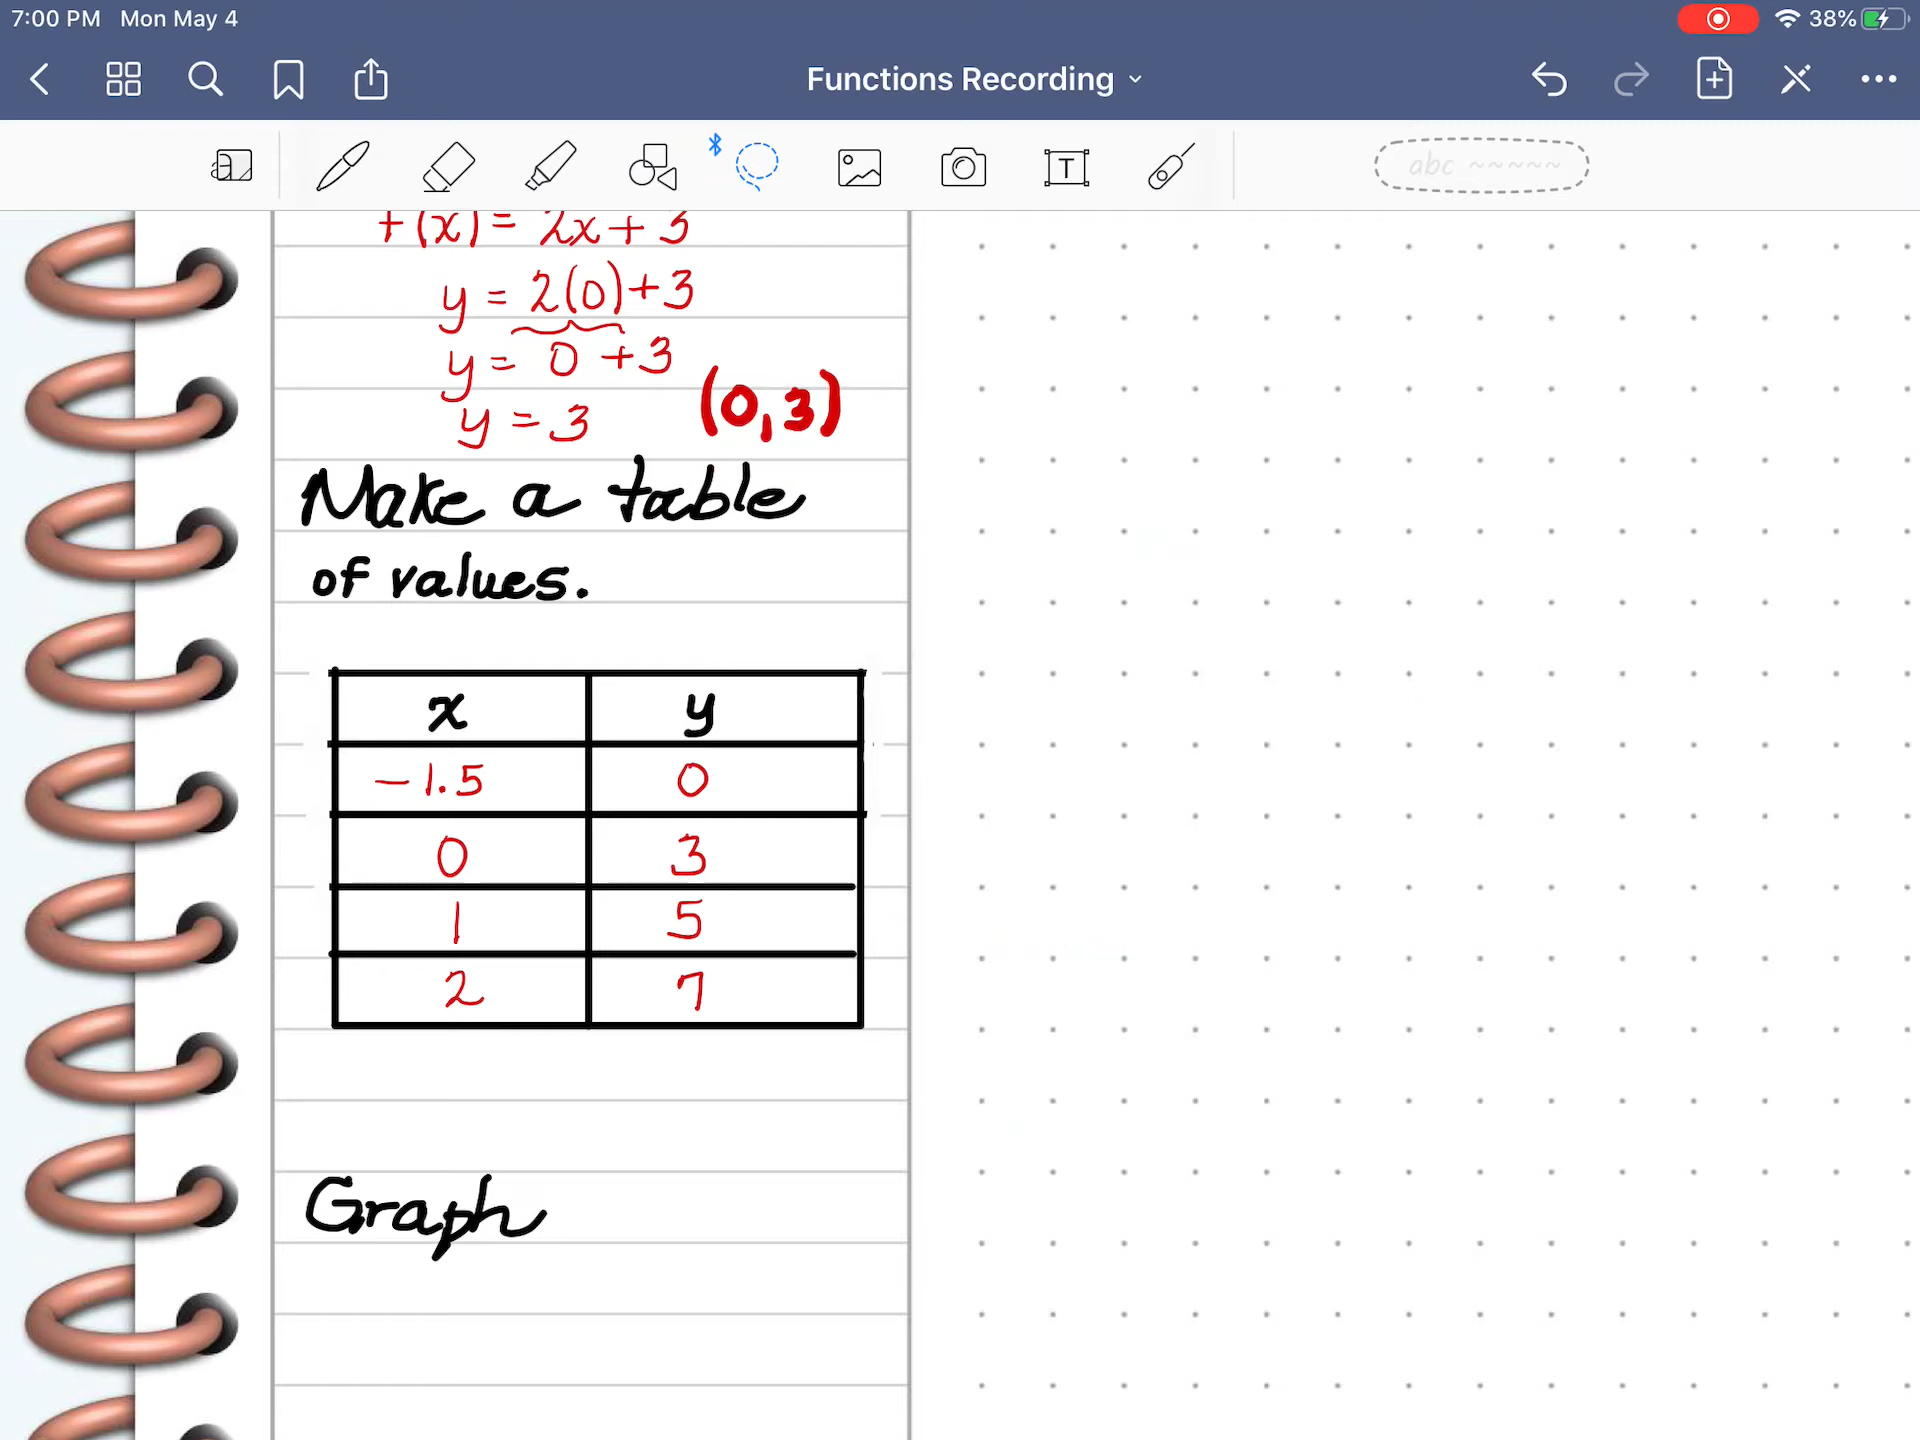 7:00 PM Mon May 4
38%
Functions Recording
T
abc
f(x) = 2x + 3
y = 2(0)+3
y = 0 +3
y = 3 (0,3)
Make a table
of values.
x y
-1.5 0
0 3
1 5
2 7
Graph